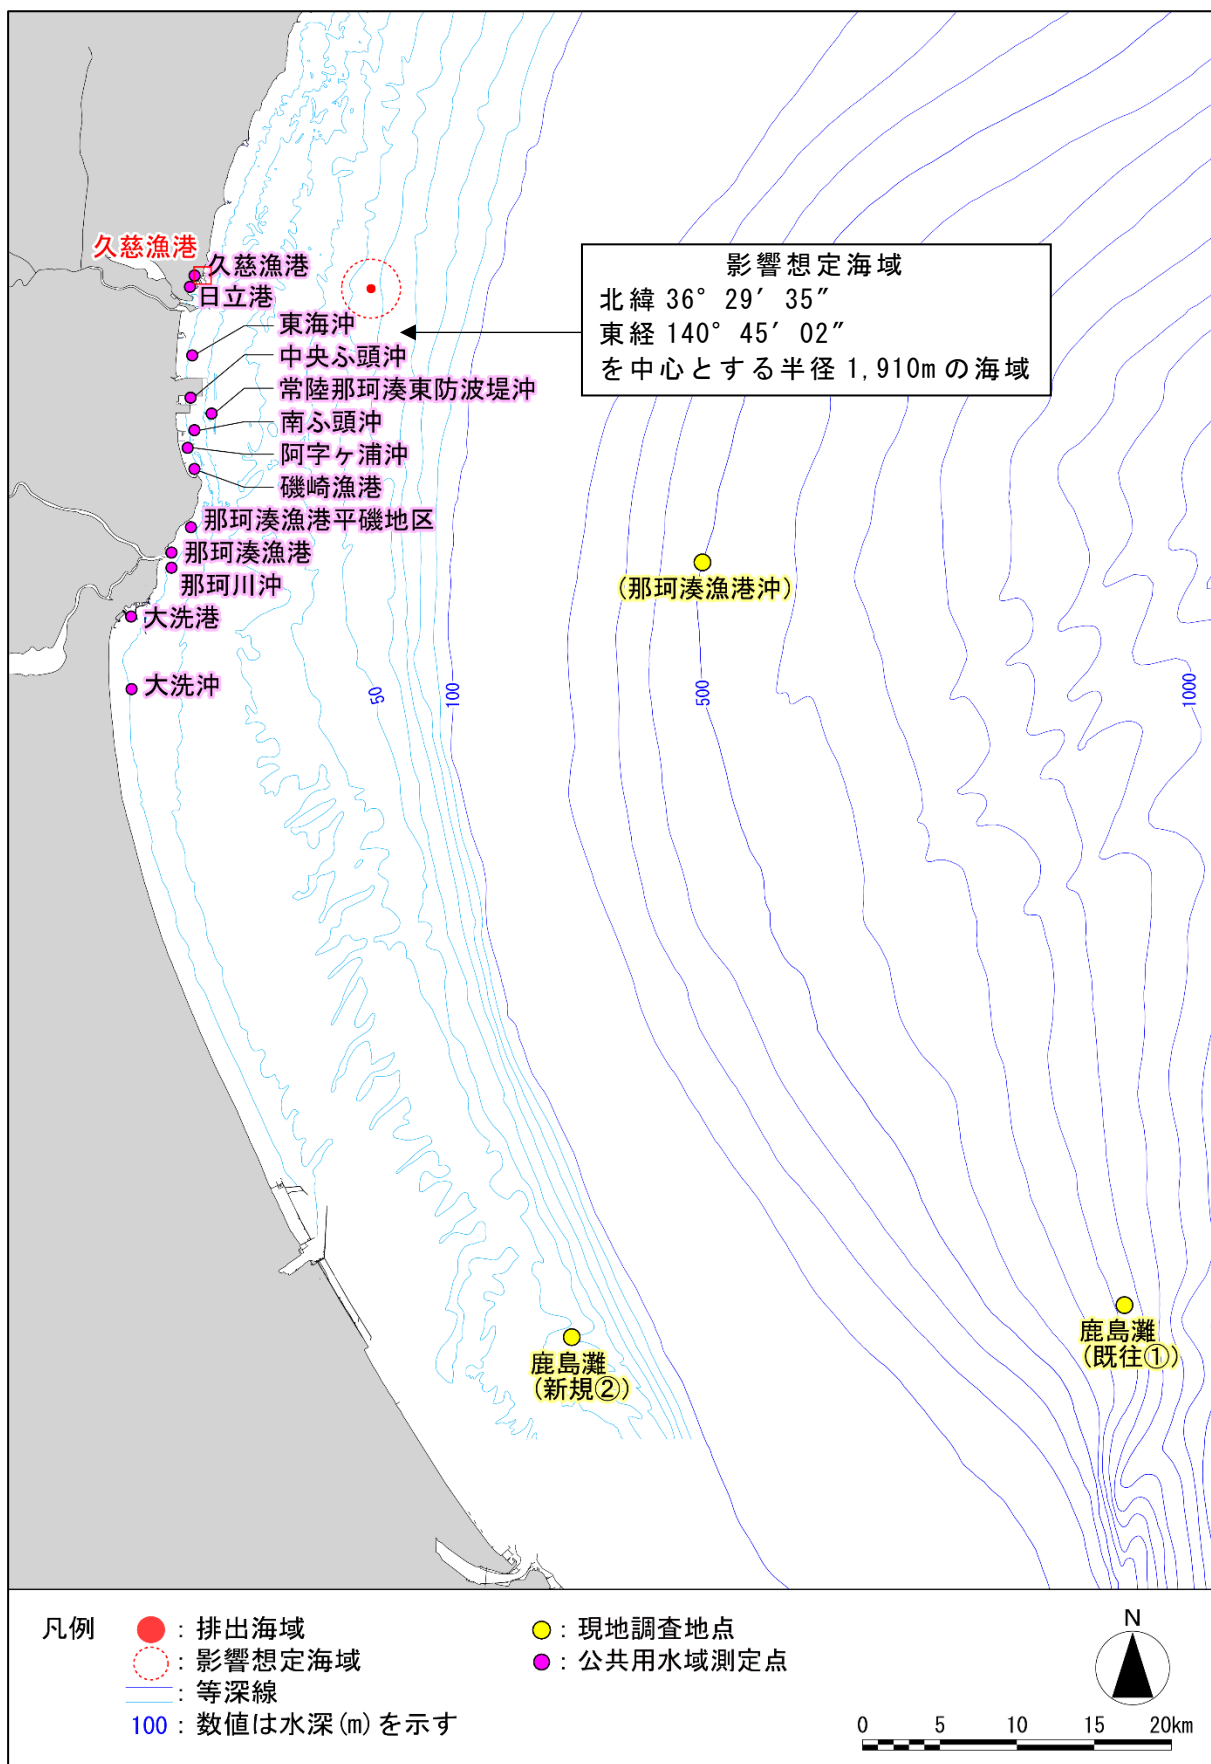 久慈漁港
久慈漁港
日立港
東海沖
中央ふ頭沖
常陸那珂湊東防波堤沖
南ふ頭沖
阿字ヶ浦沖
磯崎漁港
那珂湊漁港平磯地区
那珂湊漁港
那珂川沖
大洗港
大洗沖
影響想定海域
北緯 36° 29′ 35″
東経 140° 45′ 02″
を中心とする半径 1,910m の海域
(那珂湊漁港沖)
50
100
500
1000
鹿島灘
(既往①)
鹿島灘
(新規②)
凡例
：排出海域
：影響想定海域
：等深線
100：数値は水深(m)を示す
：現地調査地点
：公共用水域測定点
N
0 5 10 15 20km